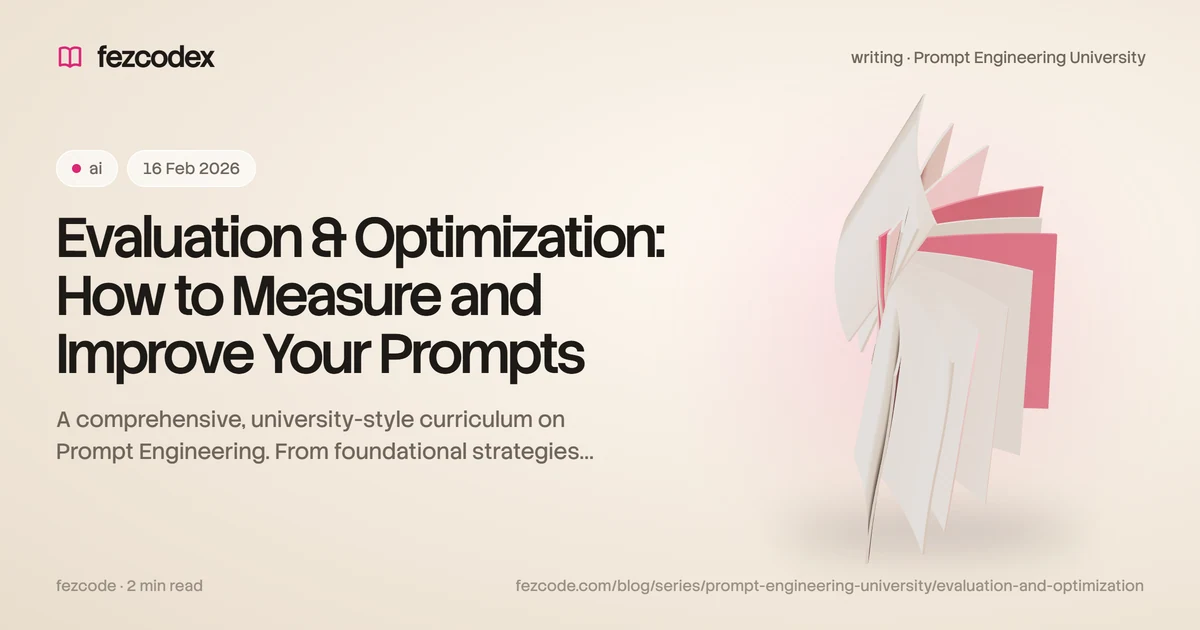 fezcodex
writing · Prompt Engineering University
ai
16 Feb 2026
Evaluation & Optimization:
How to Measure and
Improve Your Prompts
A comprehensive, university-style curriculum on
Prompt Engineering. From foundational strategies...
fezcode · 2 min read
fezcode.com/blog/series/prompt-engineering-university/evaluation-and-optimization